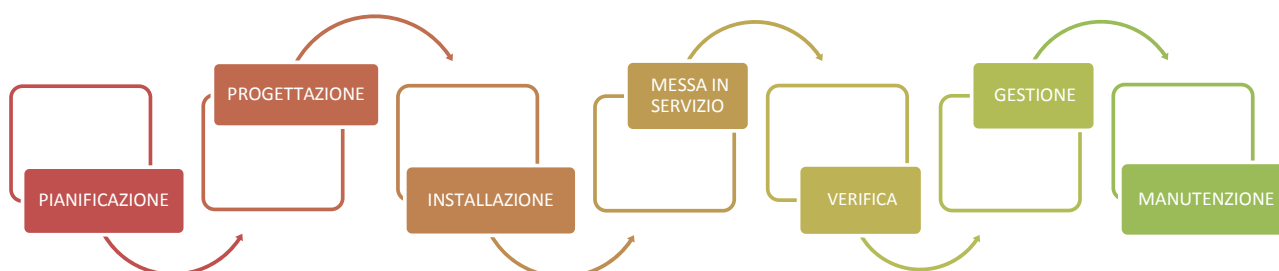 PIANIFICAZIONE
PROGETTAZIONE
INSTALLAZIONE
MESSA IN
SERVIZIO
VERIFICA
GESTIONE
MANUTENZIONE